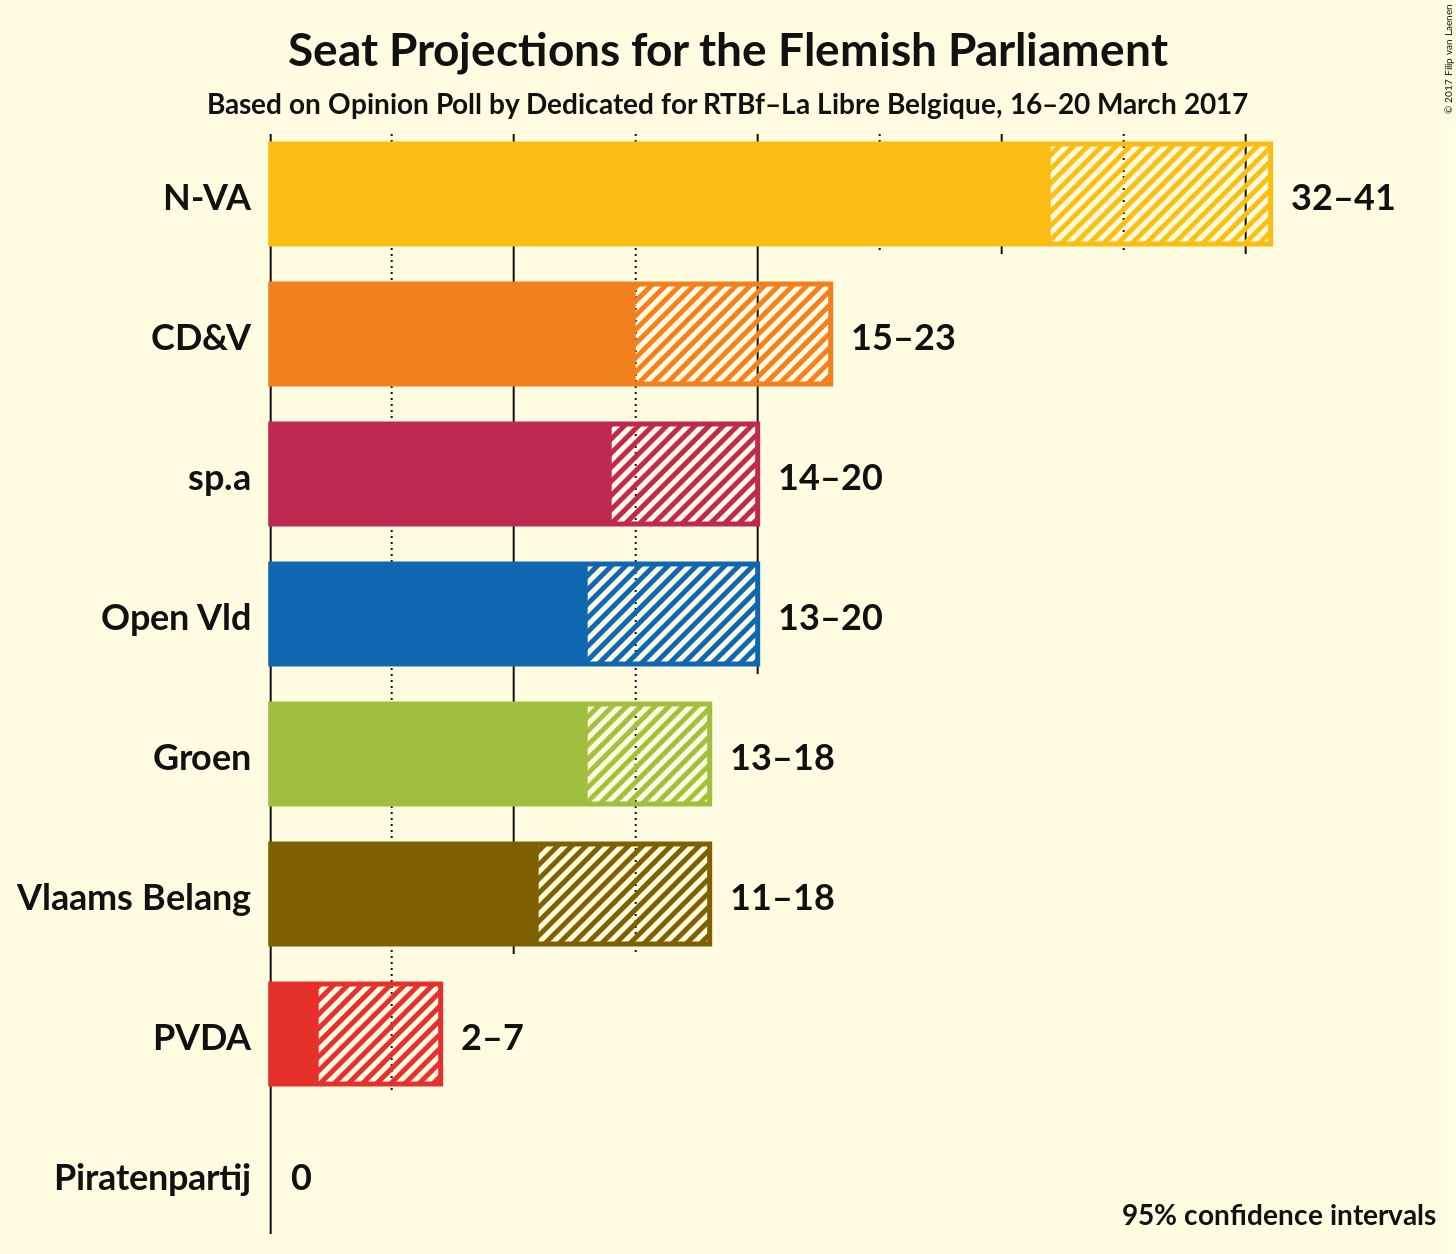 Seat Projections for the Flemish Parliament
Based on Opinion Poll by Dedicated for RTBf–La Libre Belgique, 16–20 March 2017
© 2017 Filip van Laenen
N-VA 32–41
CD&V 15–23
sp.a 14–20
Open Vld 13–20
Groen 13–18
Vlaams Belang 11–18
PVDA 2–7
Piratenpartij 0
95% confidence intervals